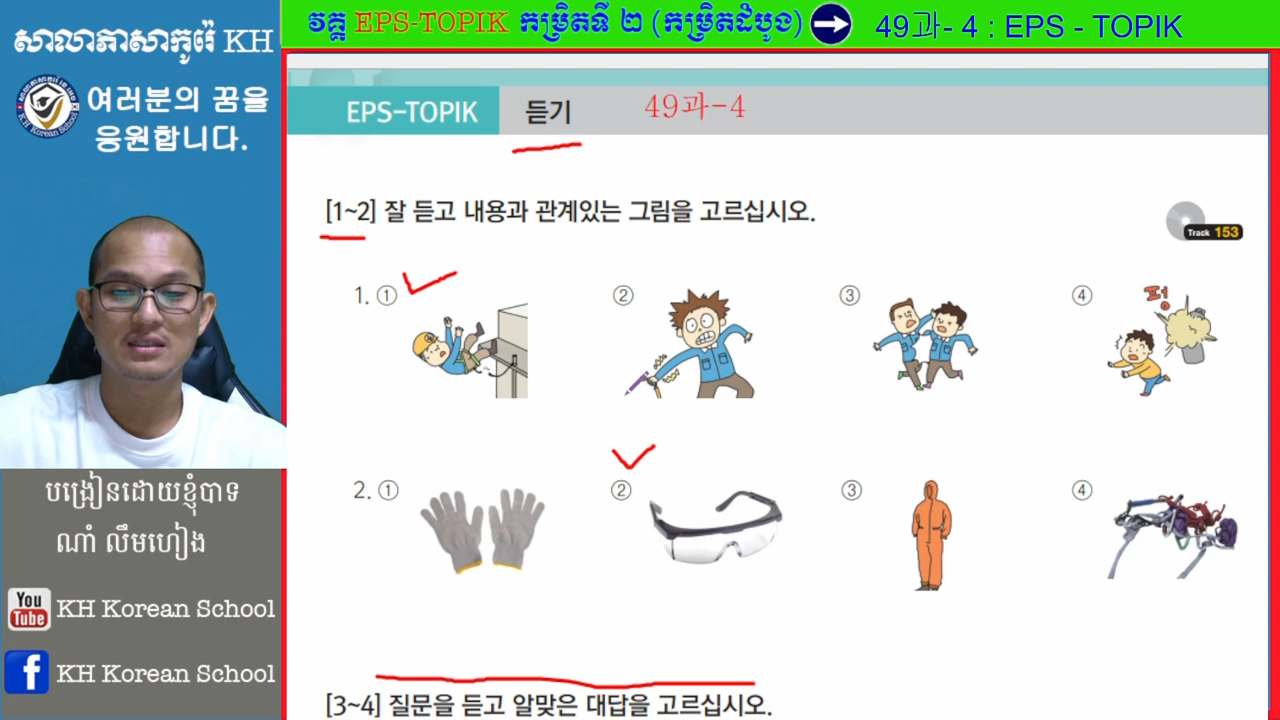 សាលាភាសាកូរ៉េ KH
여러분의 꿈을
응원합니다.
វគ្គ EPS-TOPIK កម្រិតទី ២ (កម្រិតដំបូង)
49과- 4 : EPS - TOPIK
EPS-TOPIK 듣기 49과-4
[1~2] 잘 듣고 내용과 관계있는 그림을 고르십시오.
Track 153
1. ① ② ③ ④
펑
2. ① ② ③ ④
[3~4] 질문을 듣고 알맞은 대답을 고르십시오.
បង្រៀនដោយខ្ញុំបាទ
ណាំ លឹមហៀង
You Tube KH Korean School
f KH Korean School